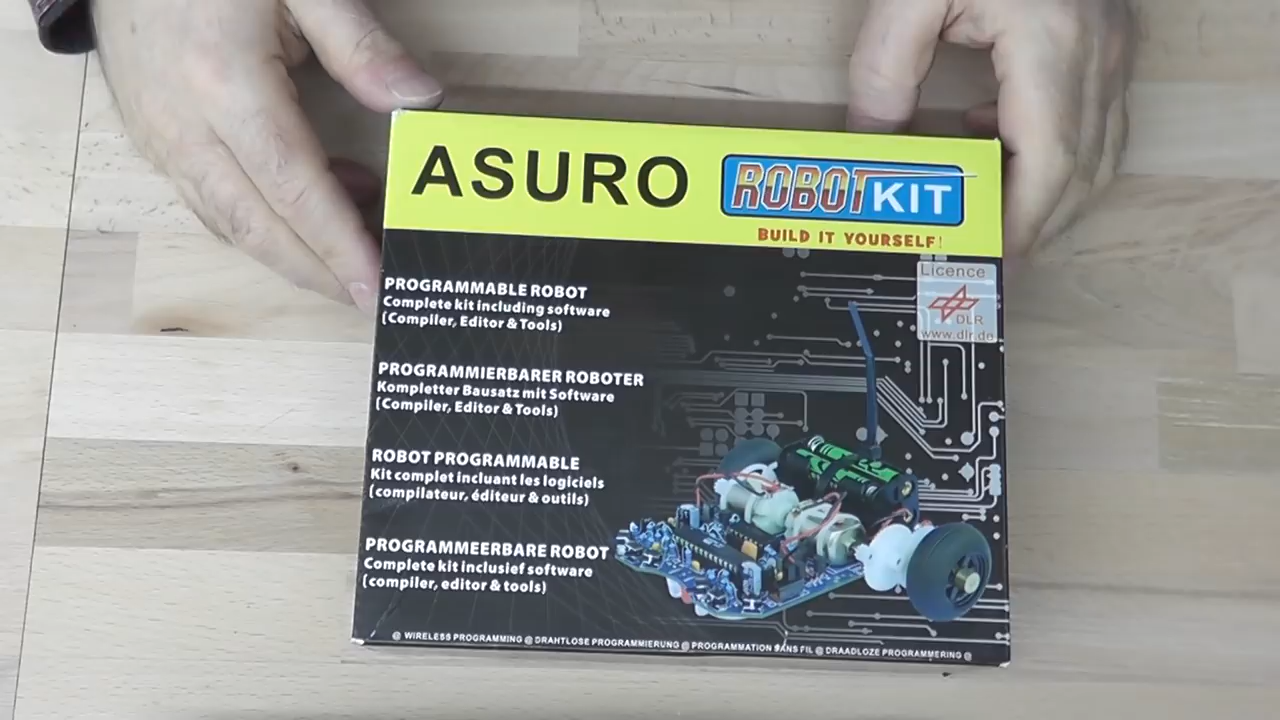 ASURO
ROBOT KIT
BUILD IT YOURSELF!
Licence
DLR
www.dlr.de
PROGRAMMABLE ROBOT
Complete kit including software
(Compiler, Editor & Tools)
PROGRAMMIERBARER ROBOTER
Kompletter Bausatz mit Software
(Compiler, Editor & Tools)
ROBOT PROGRAMMABLE
Kit complet incluant les logiciels
(compilateur, éditeur & outils)
PROGRAMMEERBARE ROBOT
Complete kit inclusief software
(compiler, editor & tools)
@ WIRELESS PROGRAMMING @ DRAHTLOSE PROGRAMMIERUNG @ PROGRAMMATION SANS FIL @ DRAADLOZE PROGRAMMERING @